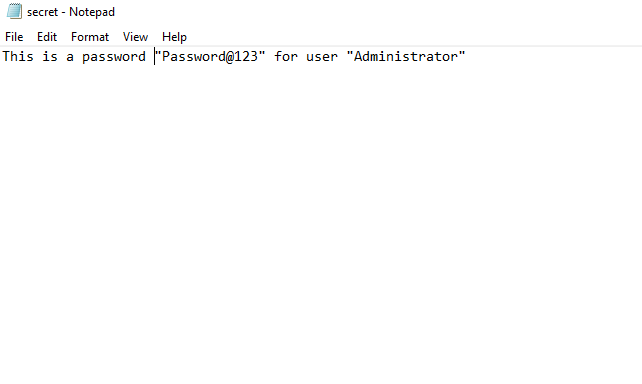 secret - Notepad
File Edit Format View Help
This is a password "Password@123" for user "Administrator"